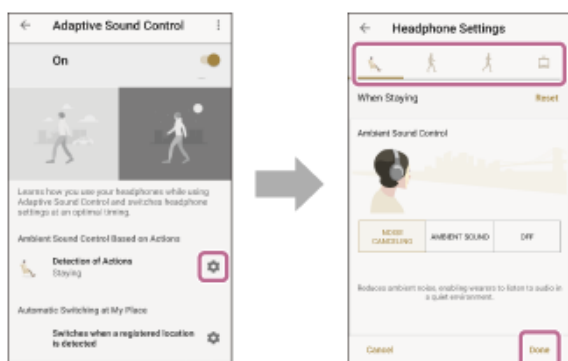 Adaptive Sound Control
On
Learns how you use your headphones while using
Adaptive Sound Control and switches headphone
settings at an optimal timing.
Ambient Sound Control Based on Actions
Detection of Actions
Staying
Automatic Switching at My Place
Switches when a registered location
is detected
Headphone Settings
When Staying
Reset
Ambient Sound Control
NOISE
CANCELING
AMBIENT SOUND
OFF
Reduces ambient noise, enabling wearers to listen to audio in
a quiet environment.
Cancel
Done